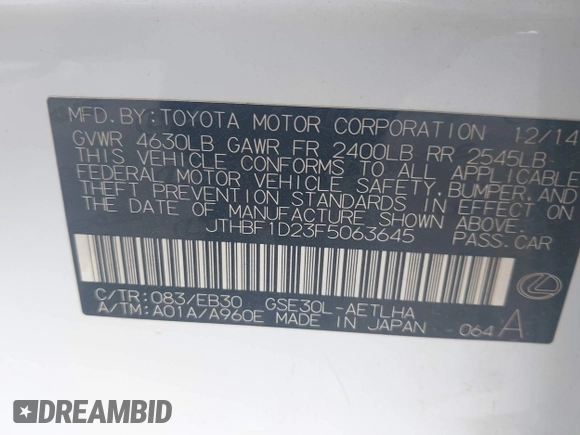 MFD.BY:TOYOTA MOTOR CORPORATION 12/14
GVWR 4630LB GAWR FR 2400LB RR 2545LB
THIS VEHICLE CONFORMS TO ALL APPLICABLE
FEDERAL MOTOR VEHICLE SAFETY,BUMPER,AND
THEFT PREVENTION STANDARDS IN EFFECT ON
THE DATE OF MANUFACTURE SHOWN ABOVE.
JTHBF1D23F5063645 PASS.CAR
C/TR:083/EB30 GSE30L-AETLHA
A/TM:A01A/A960E MADE IN JAPAN 064 A
DREAMBID